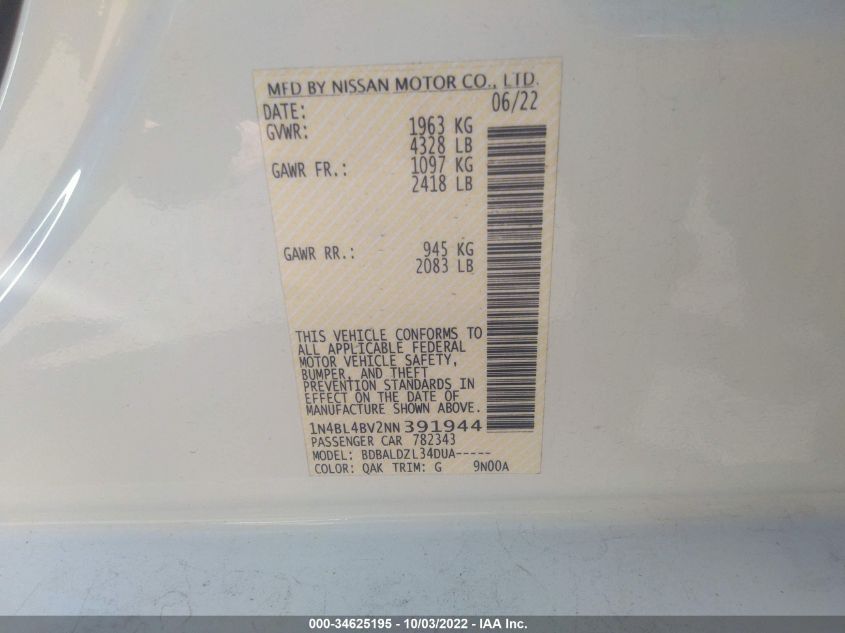 MFD BY NISSAN MOTOR CO., LTD.
DATE: 06/22
GVWR: 1963 KG
4328 LB
GAWR FR.: 1097 KG
2418 LB
GAWR RR.: 945 KG
2083 LB
THIS VEHICLE CONFORMS TO
ALL APPLICABLE FEDERAL
MOTOR VEHICLE SAFETY,
BUMPER, AND THEFT
PREVENTION STANDARDS IN
EFFECT ON THE DATE OF
MANUFACTURE SHOWN ABOVE.
1N4BL4BV2NN391944
PASSENGER CAR 782343
MODEL: BDBALDZL34DUA-----
COLOR: QAK TRIM: G 9N00A
000-34625195 - 10/03/2022 - IAA Inc.